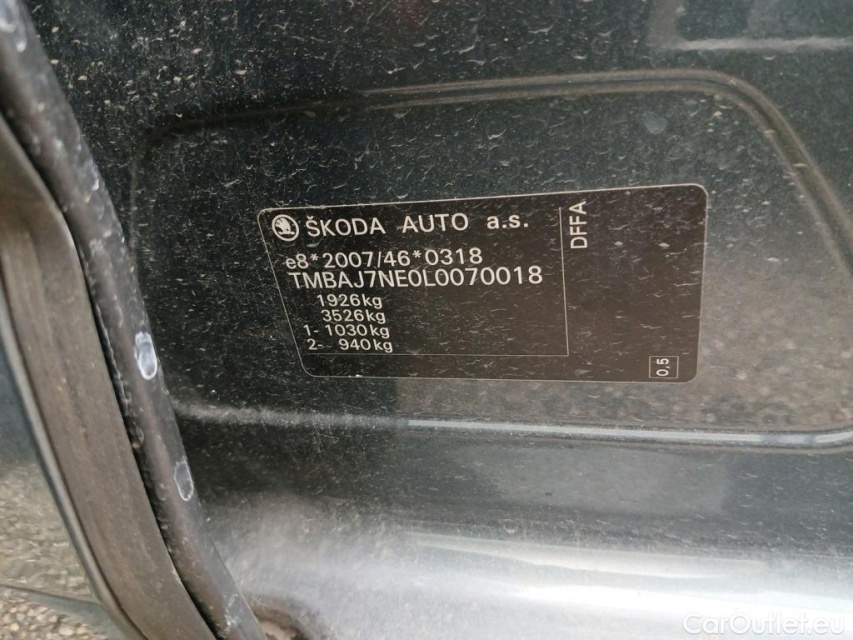 ŠKODA AUTO a.s.
DFFA
e8*2007/46*0318
TMBAJ7NE0L0070018
1926kg
3526kg
1- 1030kg
2- 940kg
0,5
CarOutlet.eu